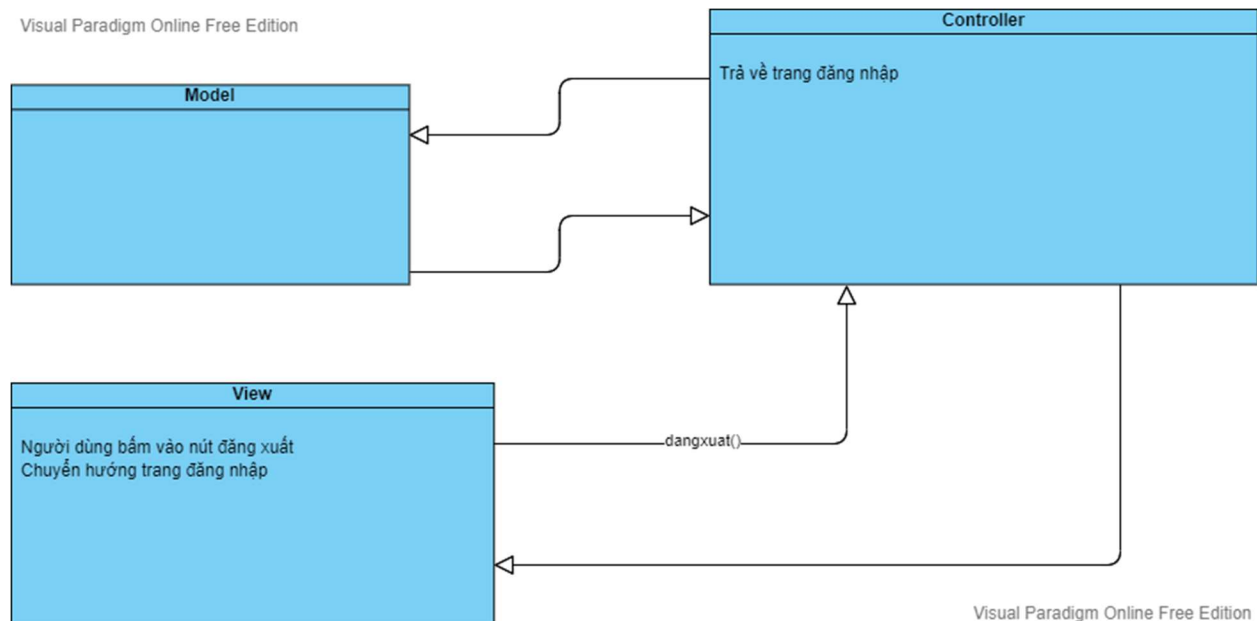 Visual Paradigm Online Free Edition
Controller
Trả về trang đăng nhập
Model
View
Người dùng bấm vào nút đăng xuất
Chuyển hướng trang đăng nhập
dangxuat()
Visual Paradigm Online Free Edition